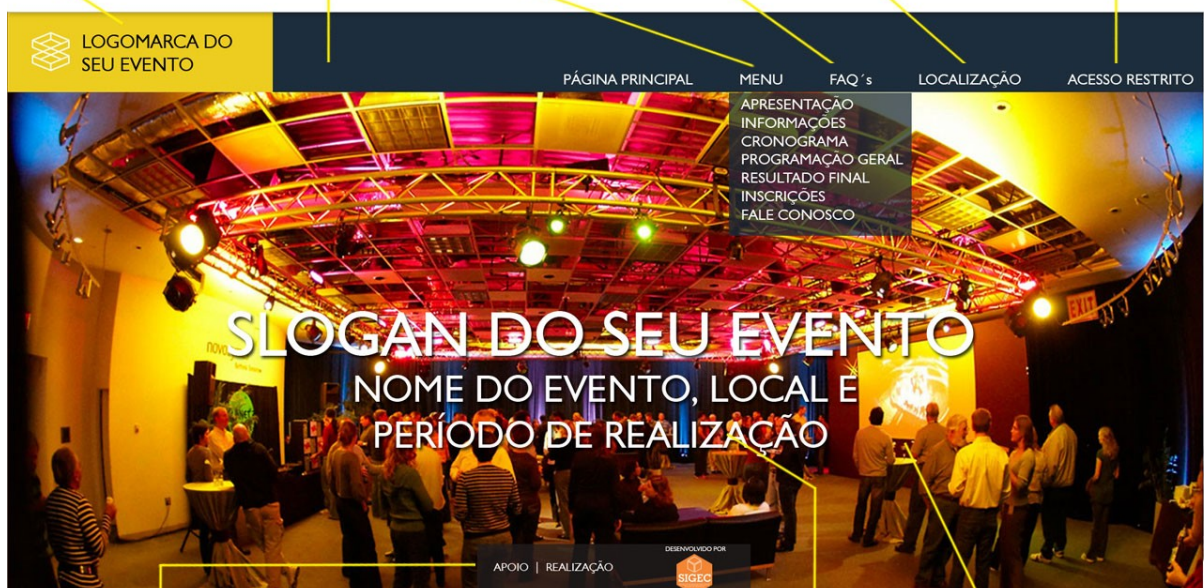 LOGOMARCA DO
SEU EVENTO
PÁGINA PRINCIPAL
MENU
FAQ´s
LOCALIZAÇÃO
ACESSO RESTRITO
APRESENTAÇÃO
INFORMAÇÕES
CRONOGRAMA
PROGRAMAÇÃO GERAL
RESULTADO FINAL
INSCRIÇÕES
FALE CONOSCO
EXIT
SLOGAN DO SEU EVENTO
NOME DO EVENTO, LOCAL E
PERÍODO DE REALIZAÇÃO
DESENVOLVIDO POR
APOIO | REALIZAÇÃO
SIGEC